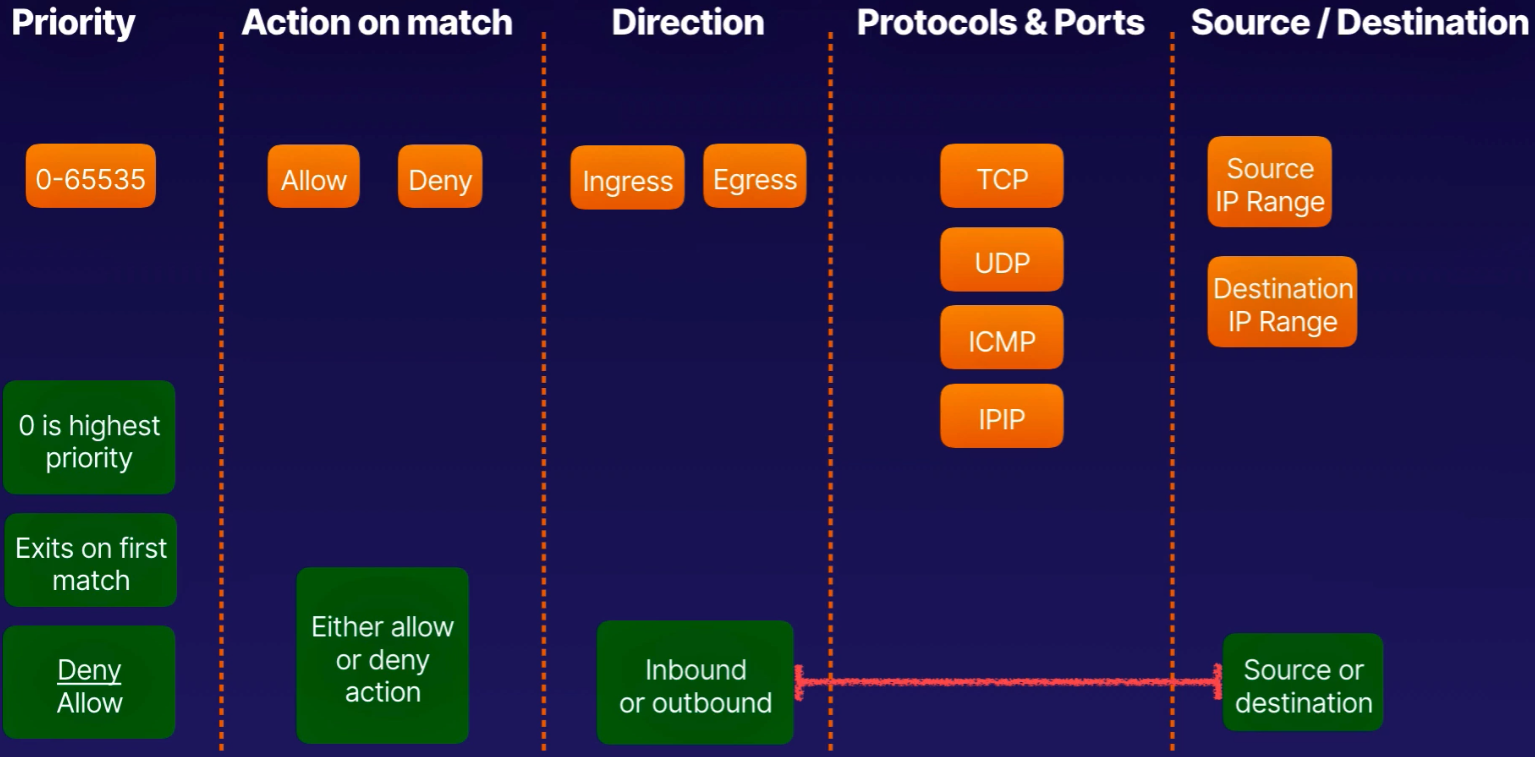 Priority
Action on match
Direction
Protocols & Ports
Source / Destination
0-65535
Allow
Deny
Ingress
Egress
TCP
UDP
ICMP
IPIP
Source
IP Range
Destination
IP Range
0 is highest
priority
Exits on first
match
Deny
Allow
Either allow
or deny
action
Inbound
or outbound
Source or
destination